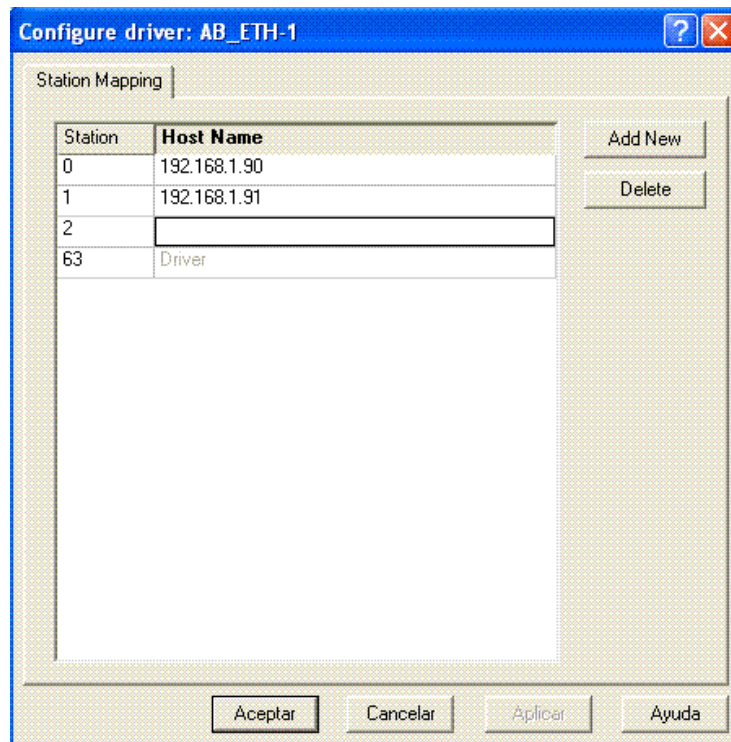 Configure driver: AB_ETH-1
Station Mapping
Station Host Name
0 192.168.1.90
1 192.168.1.91
2
63 Driver
Add New
Delete
Aceptar Cancelar Aplicar Ayuda